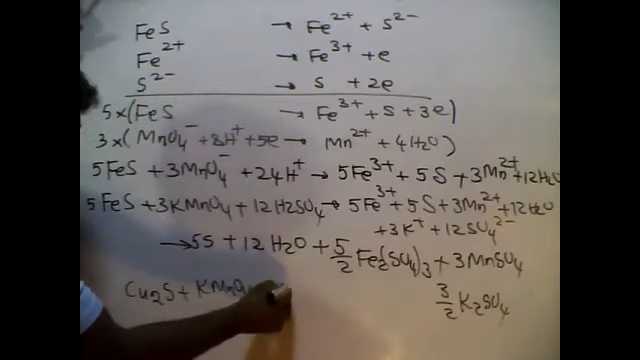 FeS → Fe²⁺ + S²⁻
Fe²⁺ → Fe³⁺ + e
S²⁻ → S + 2e
5×(FeS → Fe³⁺ + S + 3e)
3×(MnO₄⁻ + 8H⁺ + 5e → Mn²⁺ + 4H₂O)
5FeS + 3MnO₄⁻ + 24H⁺ → 5Fe³⁺ + 5S + 3Mn²⁺ + 12H₂O
5FeS + 3KMnO₄ + 12H₂SO₄ → 5Fe³⁺ + 5S + 3Mn²⁺ + 12H₂O
+ 3K⁺ + 12SO₄²⁻
→ 5S + 12H₂O + 5/2 Fe₂(SO₄)₃ + 3MnSO₄
3/2 K₂SO₄
Cu₂S +